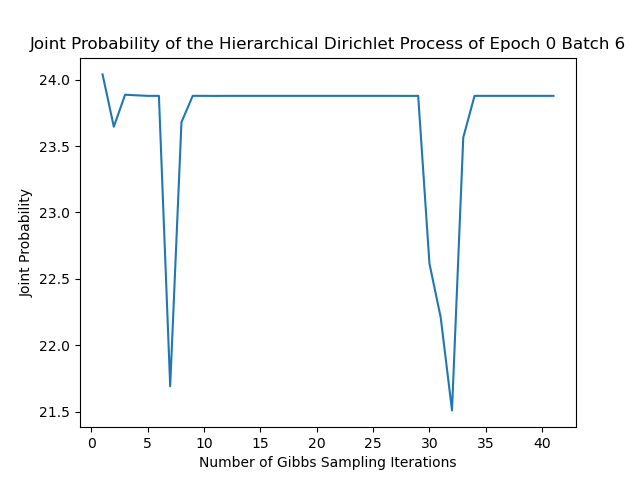 Joint Probability of the Hierarchical Dirichlet Process of Epoch 0 Batch 6
24.0
23.5
23.0
22.5
22.0
21.5
Joint Probability
0 5 10 15 20 25 30 35 40
Number of Gibbs Sampling Iterations